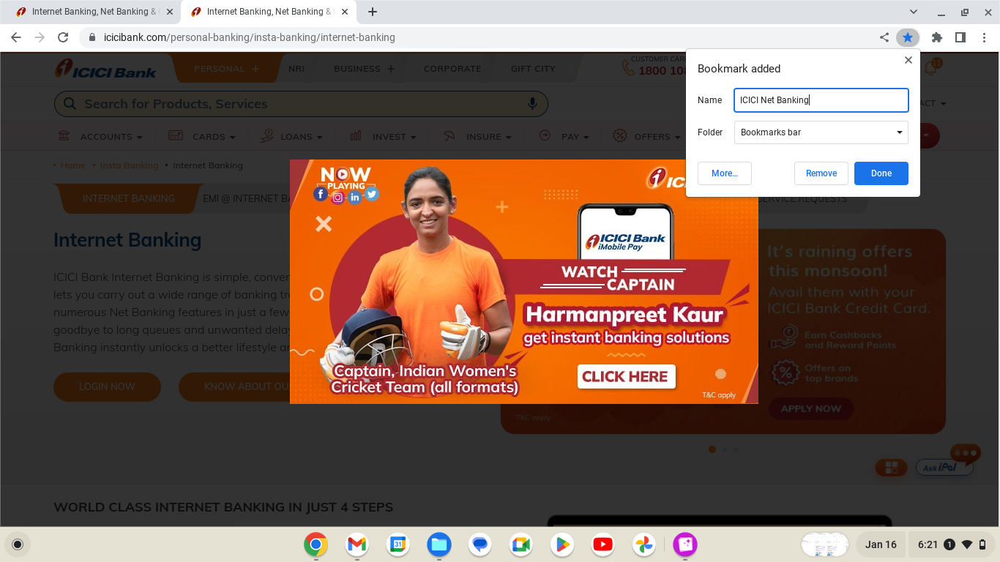 Internet Banking, Net Banking &
Internet Banking, Net Banking &
icicibank.com/personal-banking/insta-banking/internet-banking
ICICI Bank
PERSONAL
NRI
BUSINESS
CORPORATE
GIFT CITY
CUSTOMER CAR
1800 10
Search for Products, Services
ACCOUNTS
CARDS
LOANS
INVEST
INSURE
PAY
OFFERS
Bookmark added
Name
ICICI Net Banking
Folder
Bookmarks bar
More...
Remove
Done
Home
Insta Banking
Internet Banking
INTERNET BANKING
EMI @ INTERNET BA
SERVICE REQUESTS
Internet Banking
ICICI Bank Internet Banking is simple, conver
lets you carry out a wide range of banking tr
numerous Net Banking features in just a few
goodbye to long queues and unwanted delay
Banking instantly unlocks a better lifestyle a
LOGIN NOW
KNOW ABOUT OU
NOW
PLAYING
ICICI Bank
iMobile Pay
WATCH
CAPTAIN
Harmanpreet Kaur
get instant banking solutions
Captain, Indian Women's
Cricket Team (all formats)
CLICK HERE
T&C apply
It's raining offers
this monsoon!
Avail them with your
ICICI Bank Credit Card.
Earn Cashbacks
and Reward Points
Offers on
top brands
APPLY NOW
T&C apply
Ask iPal
WORLD CLASS INTERNET BANKING IN JUST 4 STEPS
31
Jan 16
6:21
1